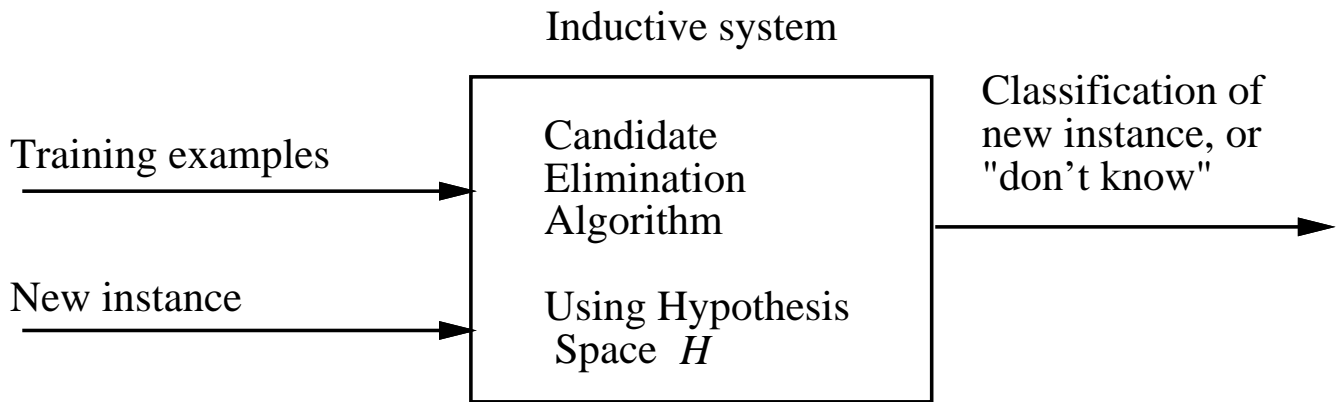 Inductive system
Training examples
New instance
Candidate
Elimination
Algorithm
Using Hypothesis
Space H
Classification of
new instance, or
"don't know"